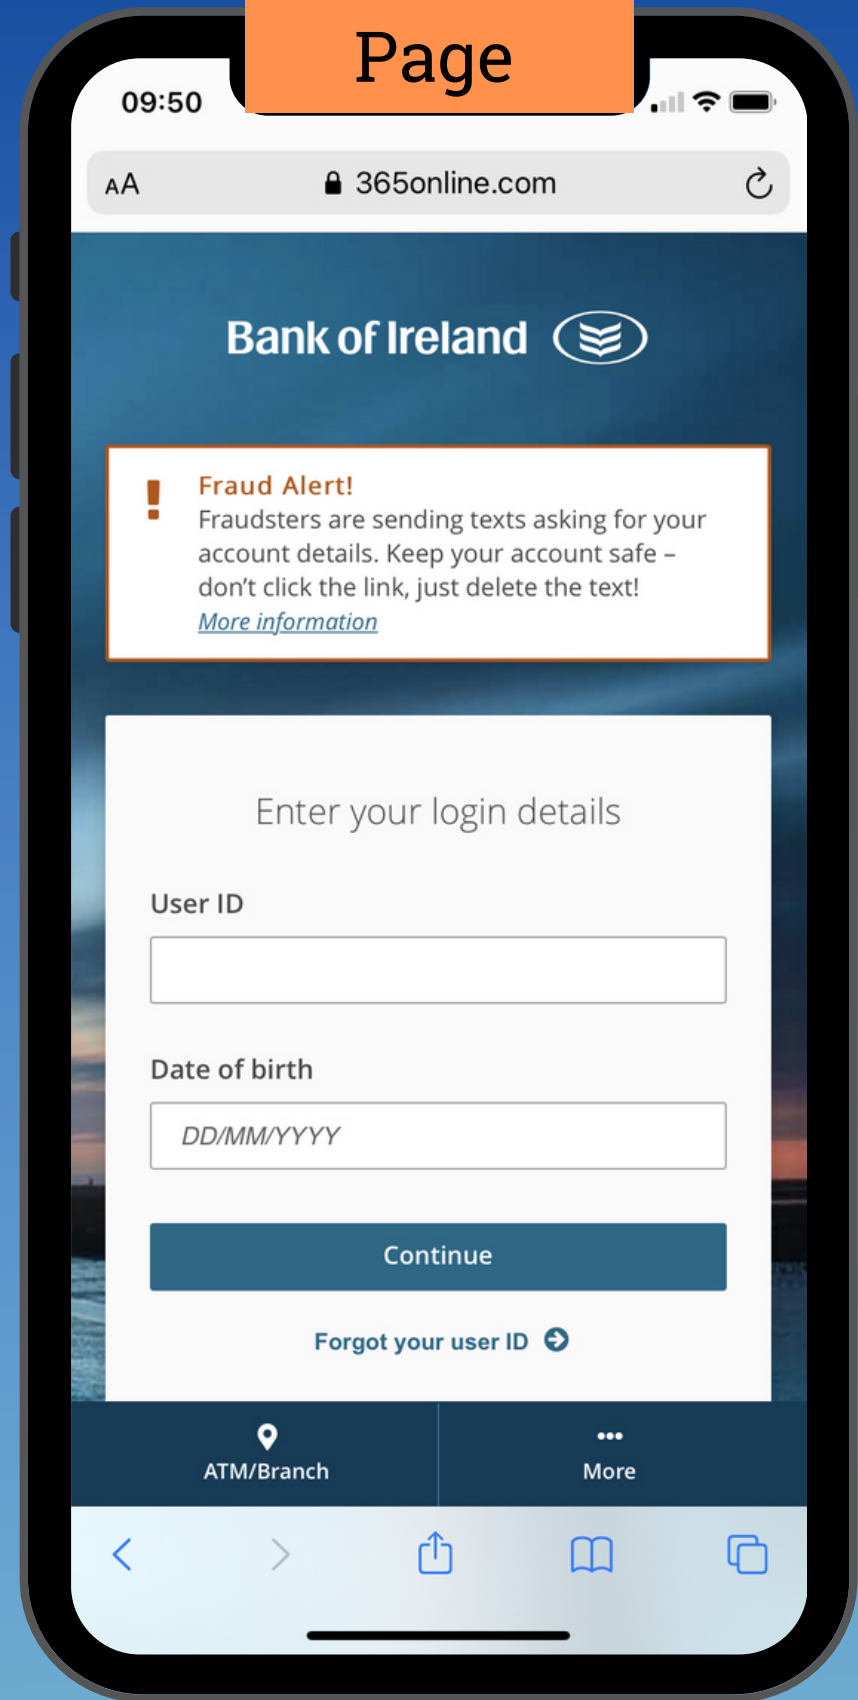 Page
09:50
AA 365online.com
Bank of Ireland
Fraud Alert!
Fraudsters are sending texts asking for your
account details. Keep your account safe –
don't click the link, just delete the text!
More information
Enter your login details
User ID
Date of birth
DD/MM/YYYY
Continue
Forgot your user ID
ATM/Branch
More